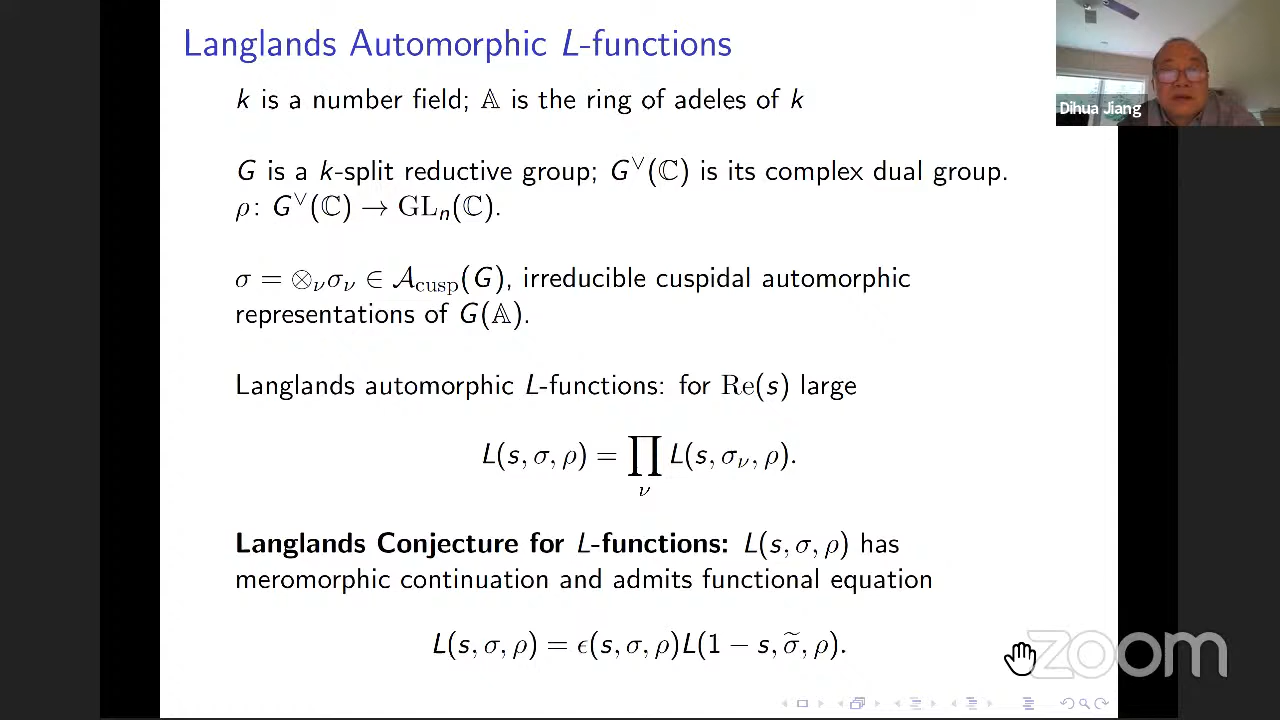 Langlands Automorphic L-functions
Dihua Jiang
k is a number field; 𝔸 is the ring of adeles of k
G is a k-split reductive group; G^∨(ℂ) is its complex dual group.
ρ: G^∨(ℂ) → GL_n(ℂ).
σ = ⊗_ν σ_ν ∈ 𝒜_cusp(G), irreducible cuspidal automorphic
representations of G(𝔸).
Langlands automorphic L-functions: for Re(s) large
L(s, σ, ρ) = ∏_ν L(s, σ_ν, ρ).
Langlands Conjecture for L-functions: L(s, σ, ρ) has
meromorphic continuation and admits functional equation
L(s, σ, ρ) = ϵ(s, σ, ρ)L(1 − s, σ̃, ρ).
zoom